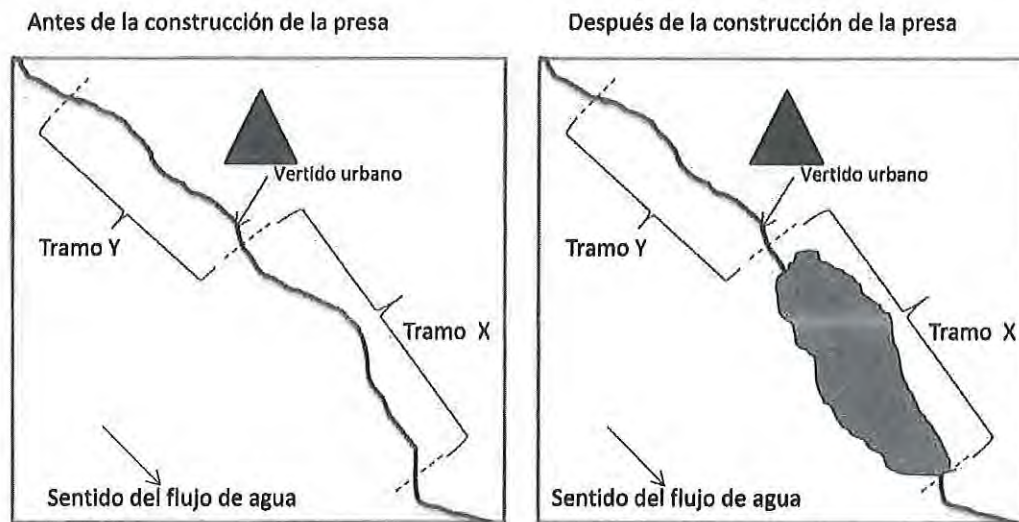 Antes de la construcción de la presa
Después de la construcción de la presa
Vertido urbano
Tramo Y
Tramo X
Sentido del flujo de agua
Vertido urbano
Tramo Y
Tramo X
Sentido del flujo de agua